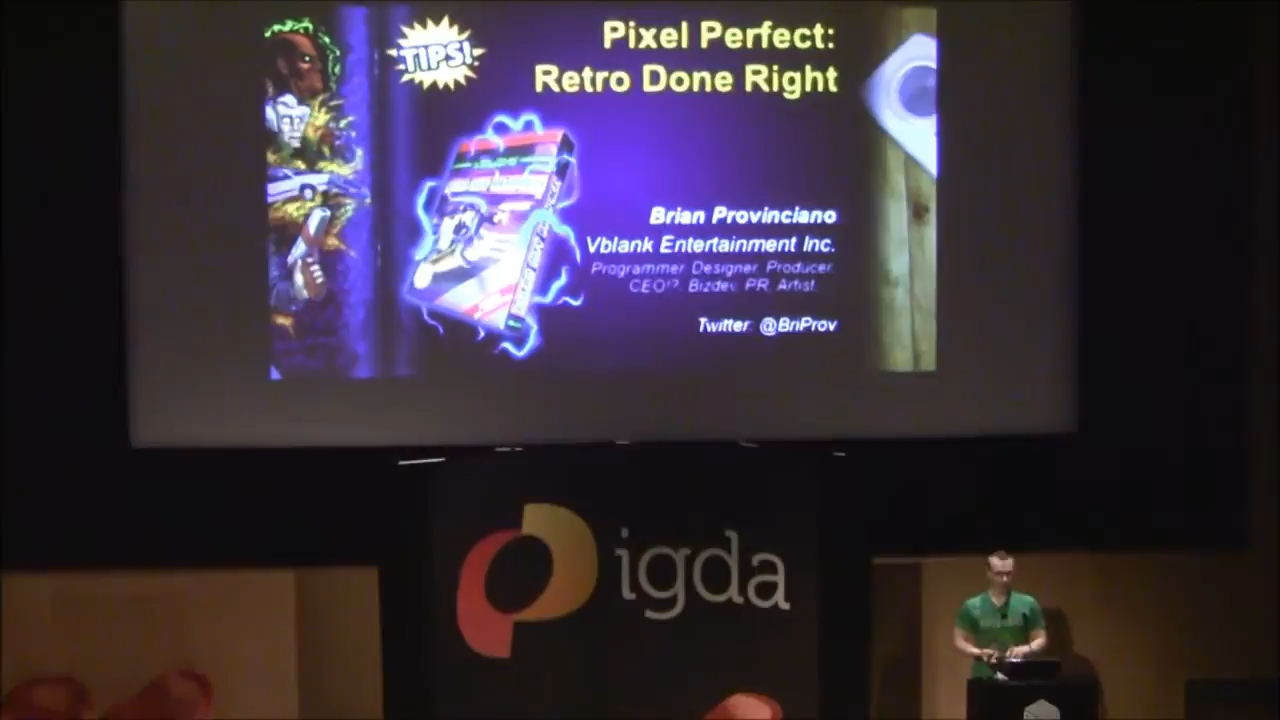 TIPS!
Pixel Perfect:
Retro Done Right
Brian Provinciano
Vblank Entertainment Inc.
Programmer. Designer. Producer.
CEO!?. Bizdev. PR. Artist.
Twitter: @BriProv
igda